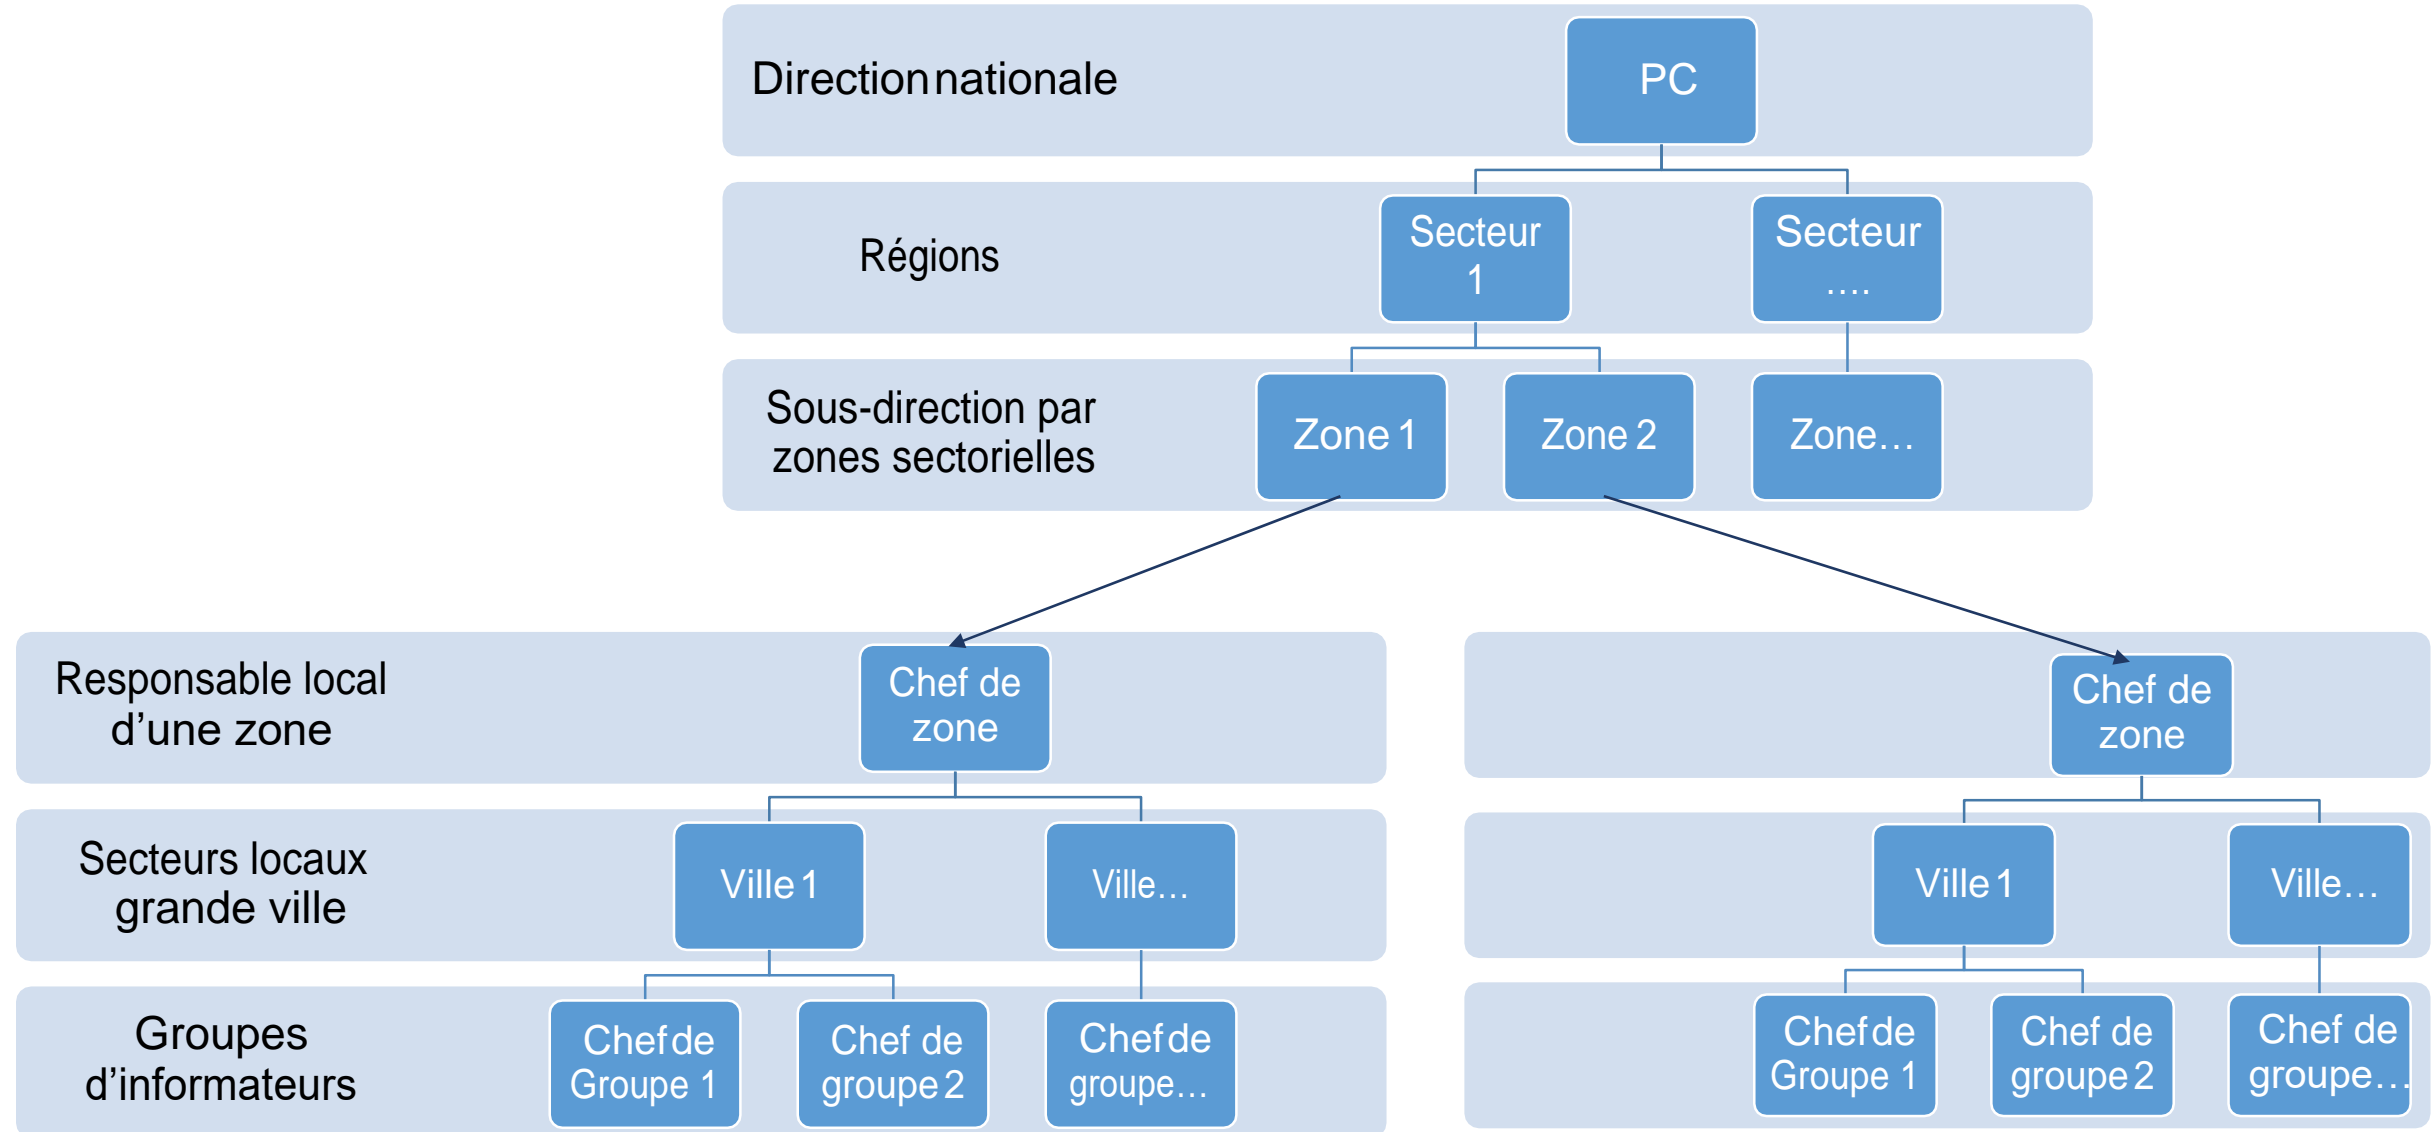 Direction nationale
PC
Régions
Secteur
1
Secteur
....
Sous-direction par
zones sectorielles
Zone 1
Zone 2
Zone…
Responsable local
d’une zone
Chef de
zone
Chef de
zone
Secteurs locaux
grande ville
Ville 1
Ville…
Ville 1
Ville…
Groupes
d’informateurs
Chef de
Groupe 1
Chef de
groupe 2
Chef de
groupe…
Chef de
Groupe 1
Chef de
groupe 2
Chef de
groupe…